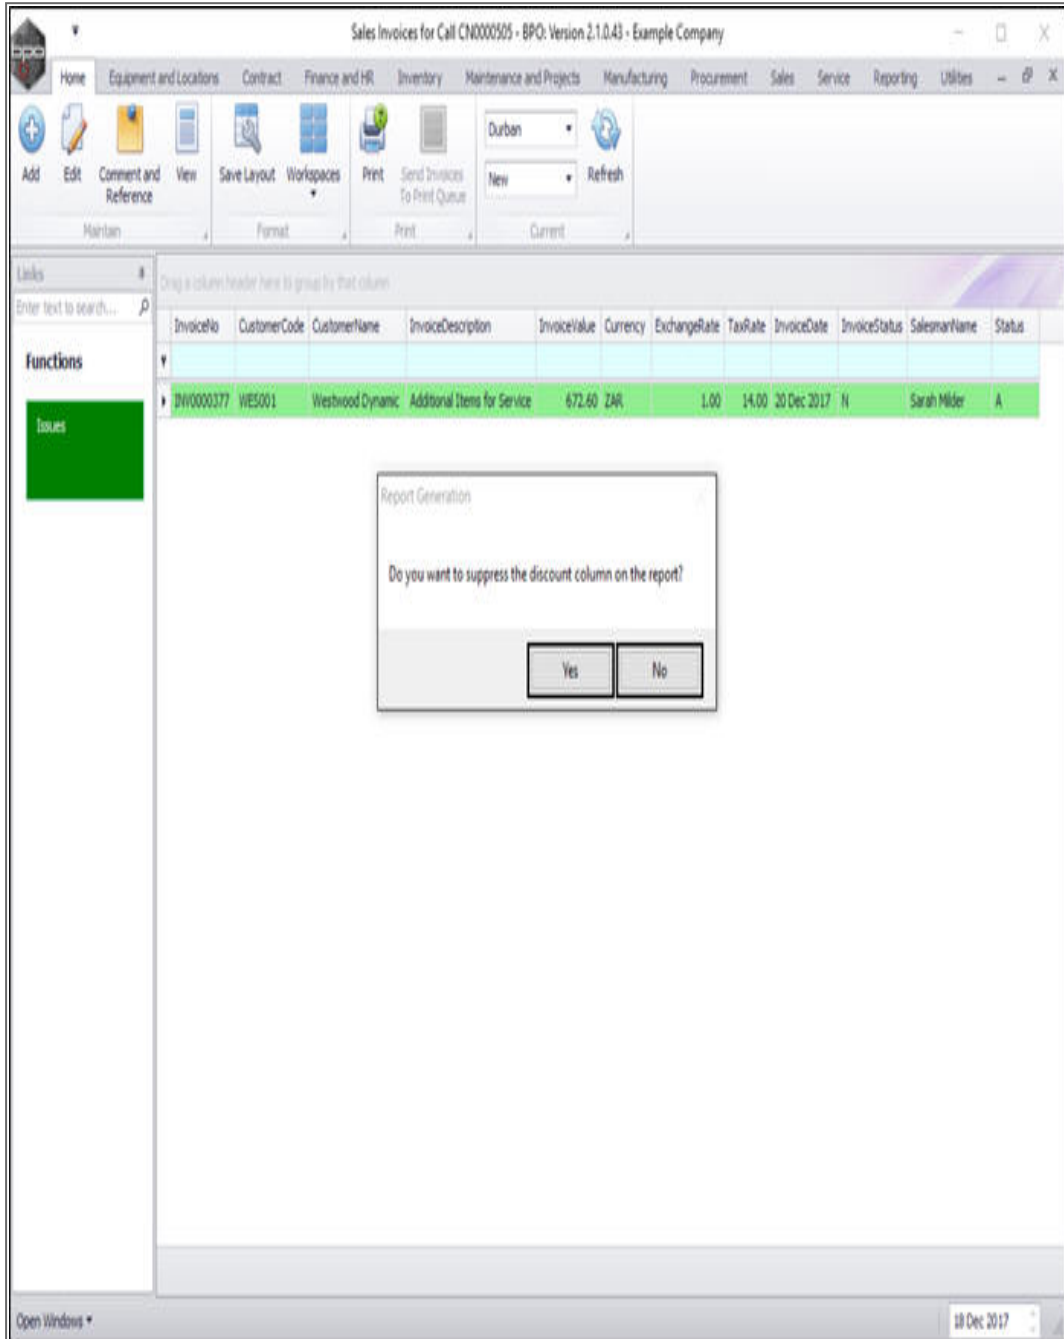 Sales Invoices for Call CN0000505 - BPO: Version 2.1.0.43 - Example Company
bpo
Home Equipment and Locations Contract Finance and HR Inventory Maintenance and Projects Manufacturing Procurement Sales Service Reporting Utilities
Add Edit Comment and Reference View Save Layout Workspaces Print Send Invoices To Print Queue Durban New Refresh
Maintain Format Print Current
Links
Enter text to search...
Drag a column header here to group by that column
InvoiceNo CustomerCode CustomerName InvoiceDescription InvoiceValue Currency ExchangeRate TaxRate InvoiceDate InvoiceStatus SalesmanName Status
Functions
INV0000377 WES001 Westwood Dynamic Additional Items for Service 672.60 ZAR 1.00 14.00 20 Dec 2017 N Sarah Milder A
Issues
Report Generation
Do you want to suppress the discount column on the report?
Yes No
Open Windows
18 Dec 2017